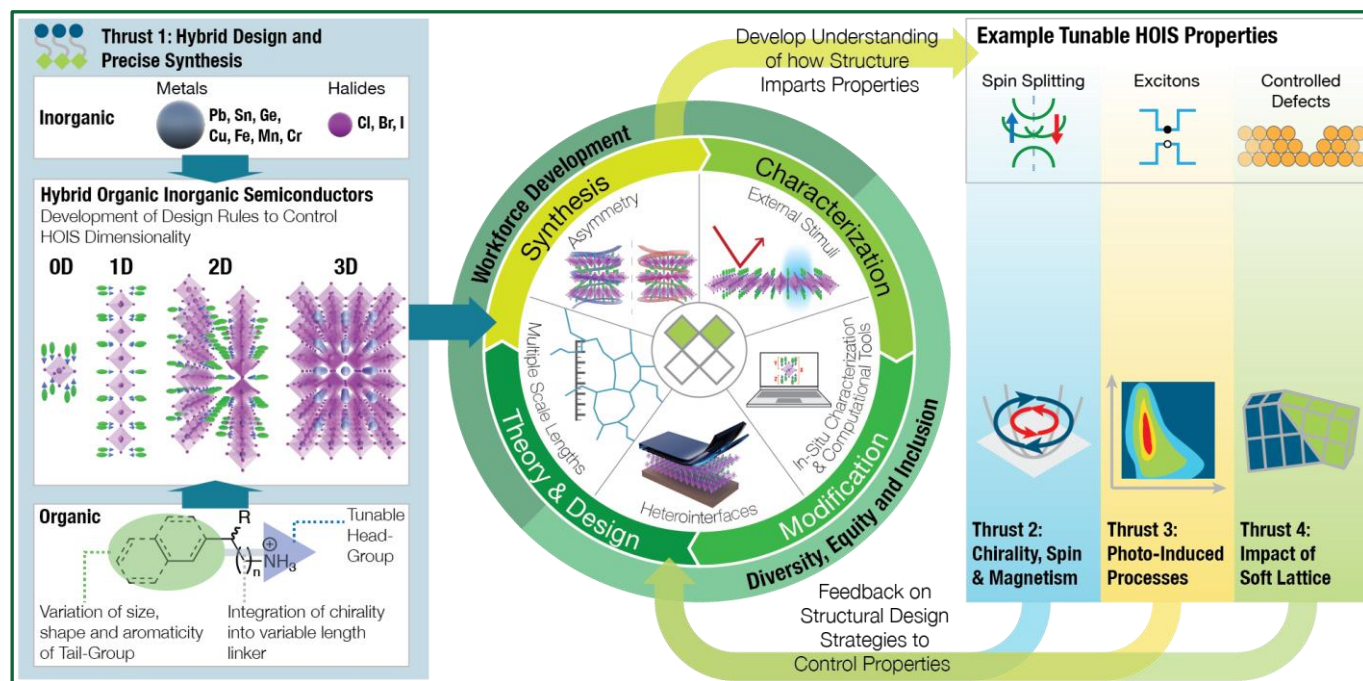 Thrust 1: Hybrid Design and
Precise Synthesis
Inorganic
Metals
Pb, Sn, Ge,
Cu, Fe, Mn, Cr
Halides
Cl, Br, I
Hybrid Organic Inorganic Semiconductors
Development of Design Rules to Control
HOIS Dimensionality
0D
1D
2D
3D
Organic
R
n
⊕
NH3
Tunable
Head-
Group
Variation of size,
shape and aromaticity
of Tail-Group
Integration of chirality
into variable length
linker
Develop Understanding
of how Structure
Imparts Properties
Workforce Development
Diversity, Equity and Inclusion
Synthesis
Characterization
Modification
Theory & Design
Asymmetry
External Stimuli
In-Situ Characterization
& Computational Tools
Heterointerfaces
Multiple Scale Lengths
Feedback on
Structural Design
Strategies to
Control Properties
Example Tunable HOIS Properties
Spin Splitting
Excitons
Controlled
Defects
Thrust 2:
Chirality, Spin
& Magnetism
Thrust 3:
Photo-Induced
Processes
Thrust 4:
Impact of
Soft Lattice